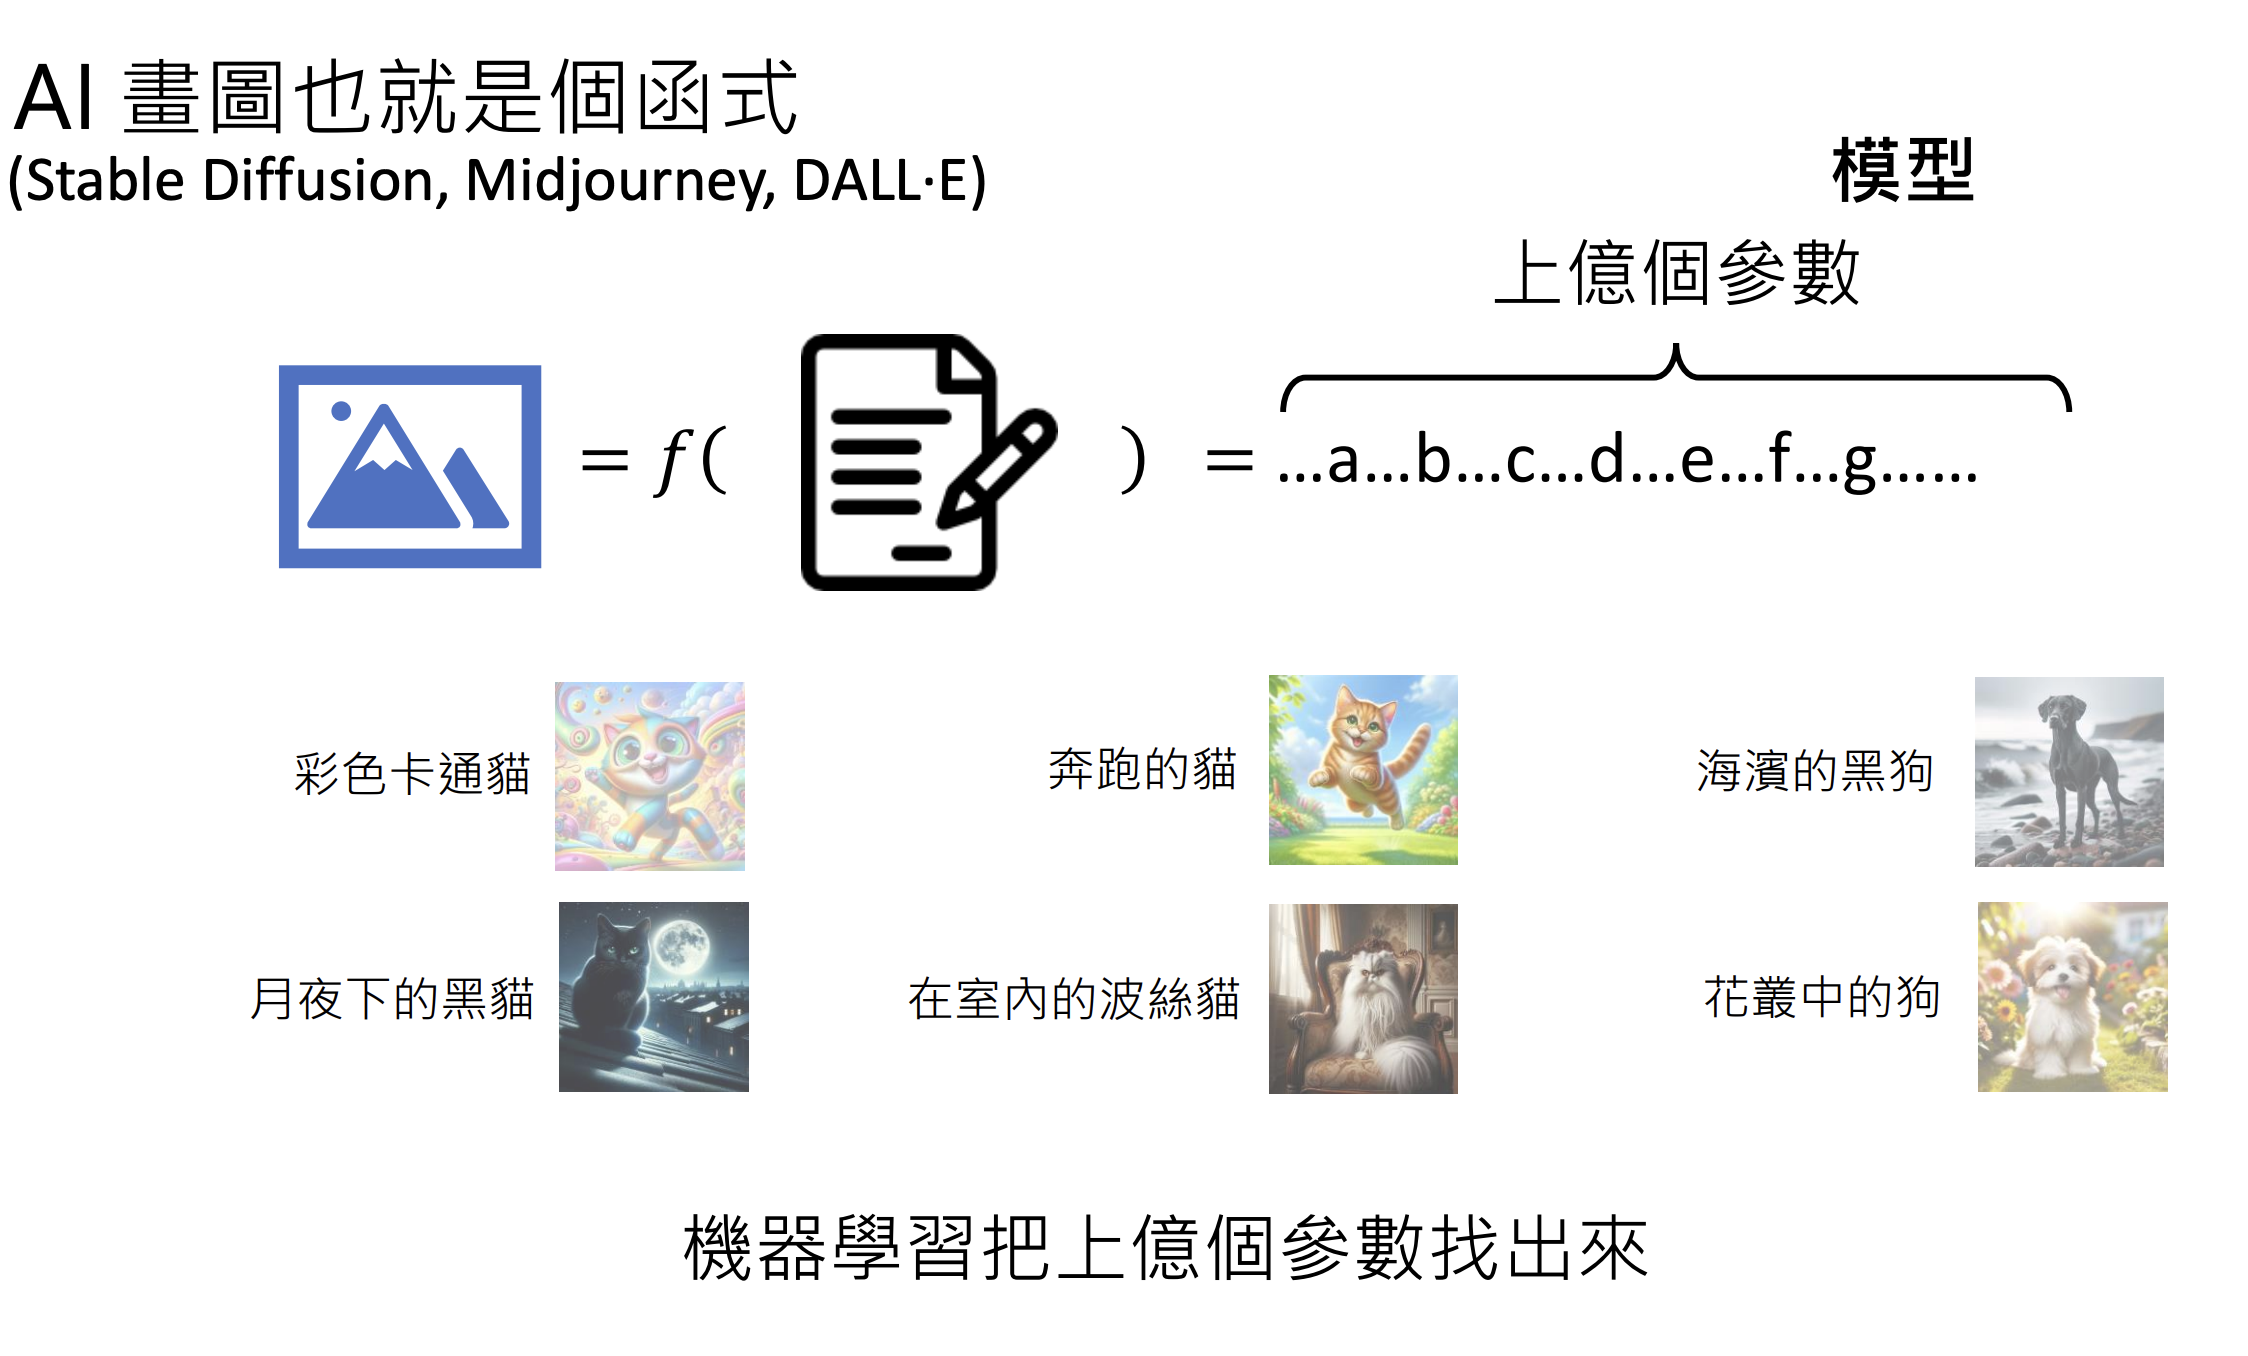 AI 畫圖也就是個函式
(Stable Diffusion, Midjourney, DALL·E)
模型
上億個參數
= f( ) = …a…b…c…d…e…f…g……
彩色卡通貓
奔跑的貓
海濱的黑狗
月夜下的黑貓
在室內的波絲貓
花叢中的狗
機器學習把上億個參數找出來